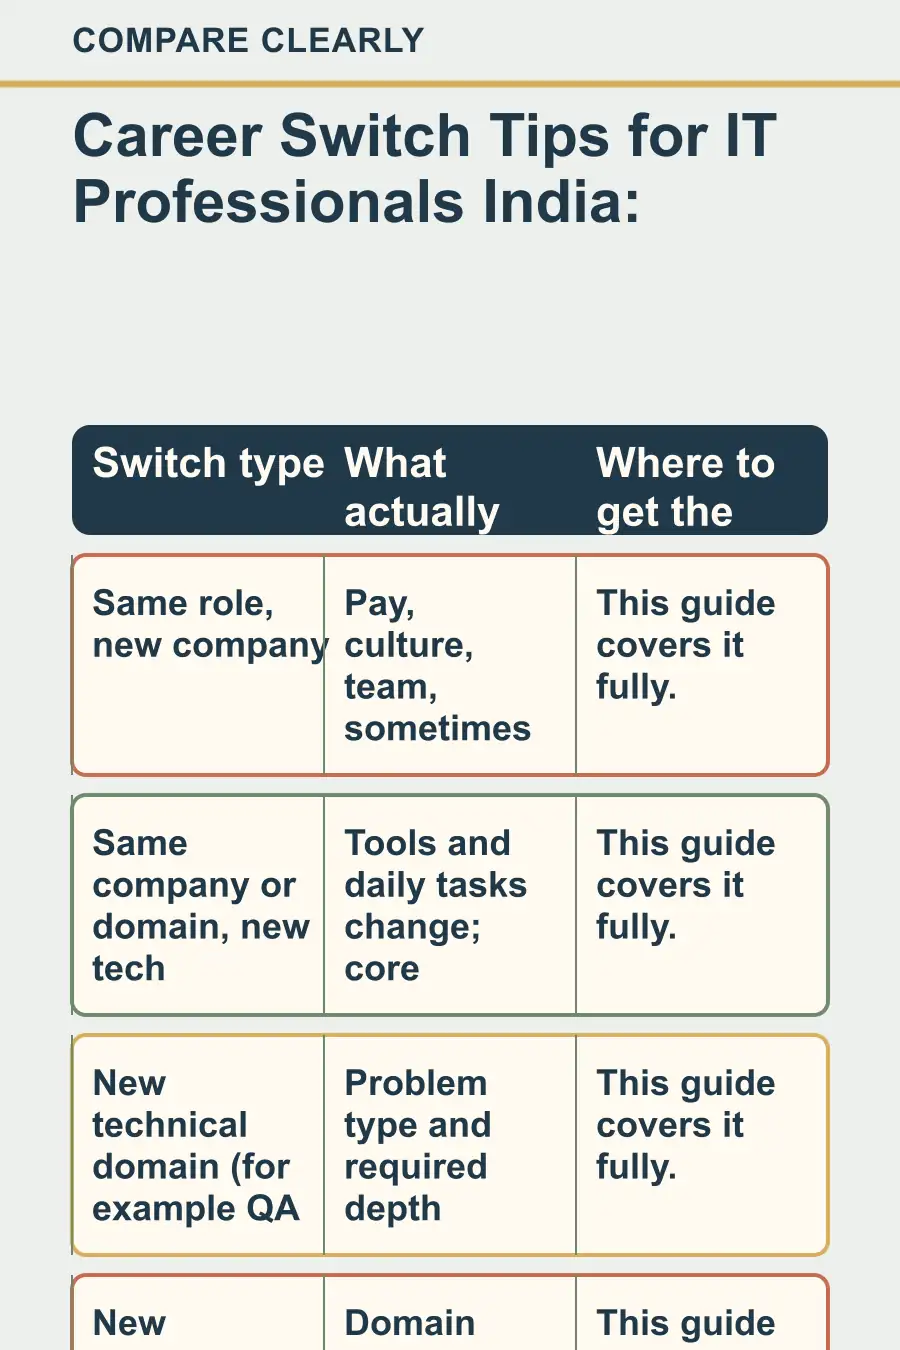 COMPARE CLEARLY
Career Switch Tips for IT
Professionals India:
Switch type
What
actually
Where to
get the
Same role,
new company
Pay,
culture,
team,
sometimes
This guide
covers it
fully.
Same
company or
domain, new
tech
Tools and
daily tasks
change;
core
This guide
covers it
fully.
New
technical
domain (for
example QA
Problem
type and
required
depth
This guide
covers it
fully.
New
Domain
This guide